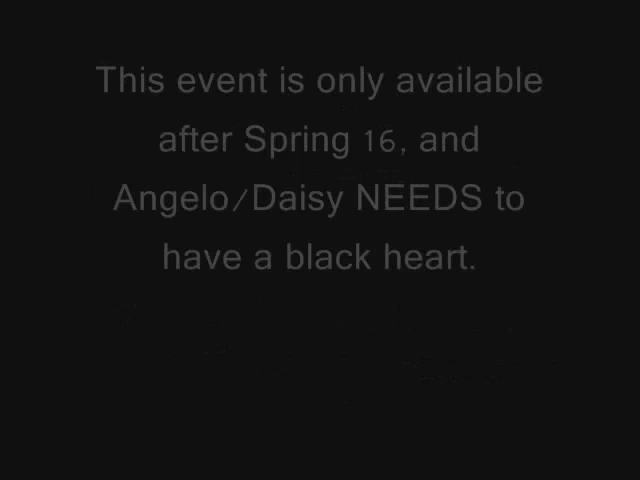 This event is only available
after Spring 16, and
Angelo/Daisy NEEDS to
have a black heart.